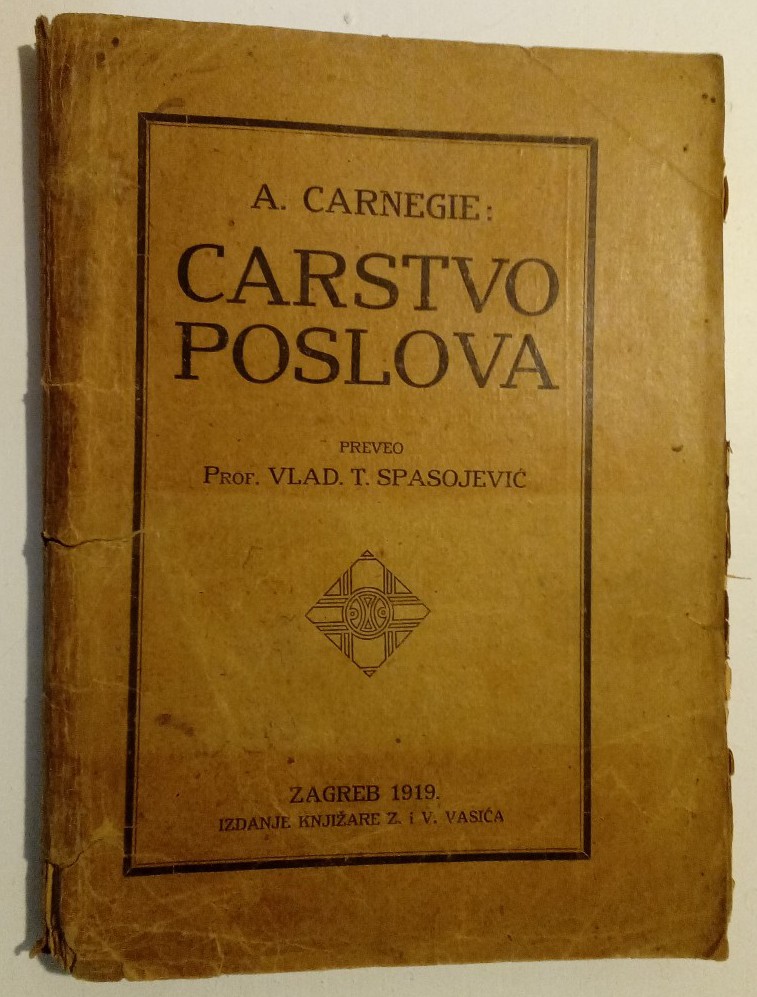 A. CARNEGIE:
CARSTVO
POSLOVA
PREVEO
PROF. VLAD. T. SPASOJEVIĆ
ZAGREB 1919.
IZDANJE KNJIŽARE Z. i V. VASIĆA